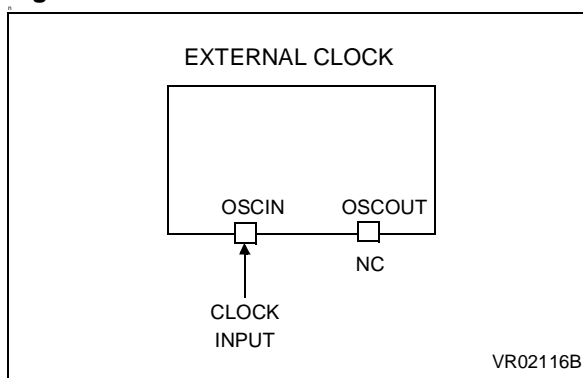 EXTERNAL CLOCK
OSCIN OSCOUT
NC
CLOCK
INPUT
VR02116B